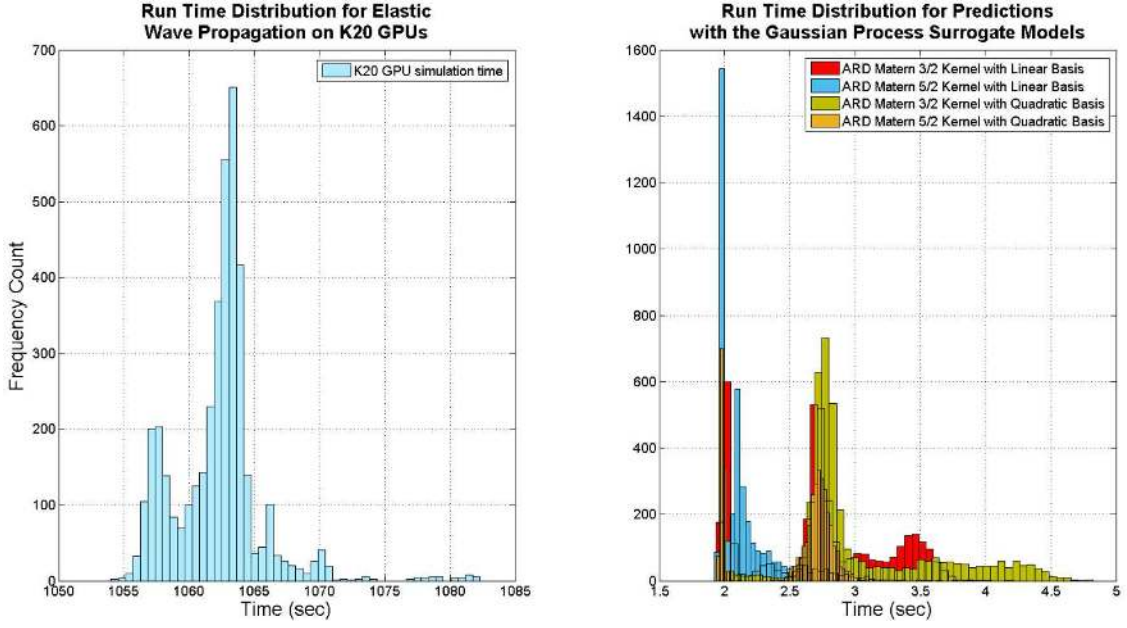 Run Time Distribution for Elastic
Wave Propagation on K20 GPUs
700
600
500
400
300
200
100
0
Frequency Count
K20 GPU simulation time
1050
1055
1060
1065
1070
1075
1080
1085
Time (sec)
Run Time Distribution for Predictions
with the Gaussian Process Surrogate Models
1600
1400
1200
1000
800
600
400
200
0
ARD Matern 3/2 Kernel with Linear Basis
ARD Matern 5/2 Kernel with Linear Basis
ARD Matern 3/2 Kernel with Quadratic Basis
ARD Matern 5/2 Kernel with Quadratic Basis
1.5
2
2.5
3
3.5
4
4.5
5
Time (sec)